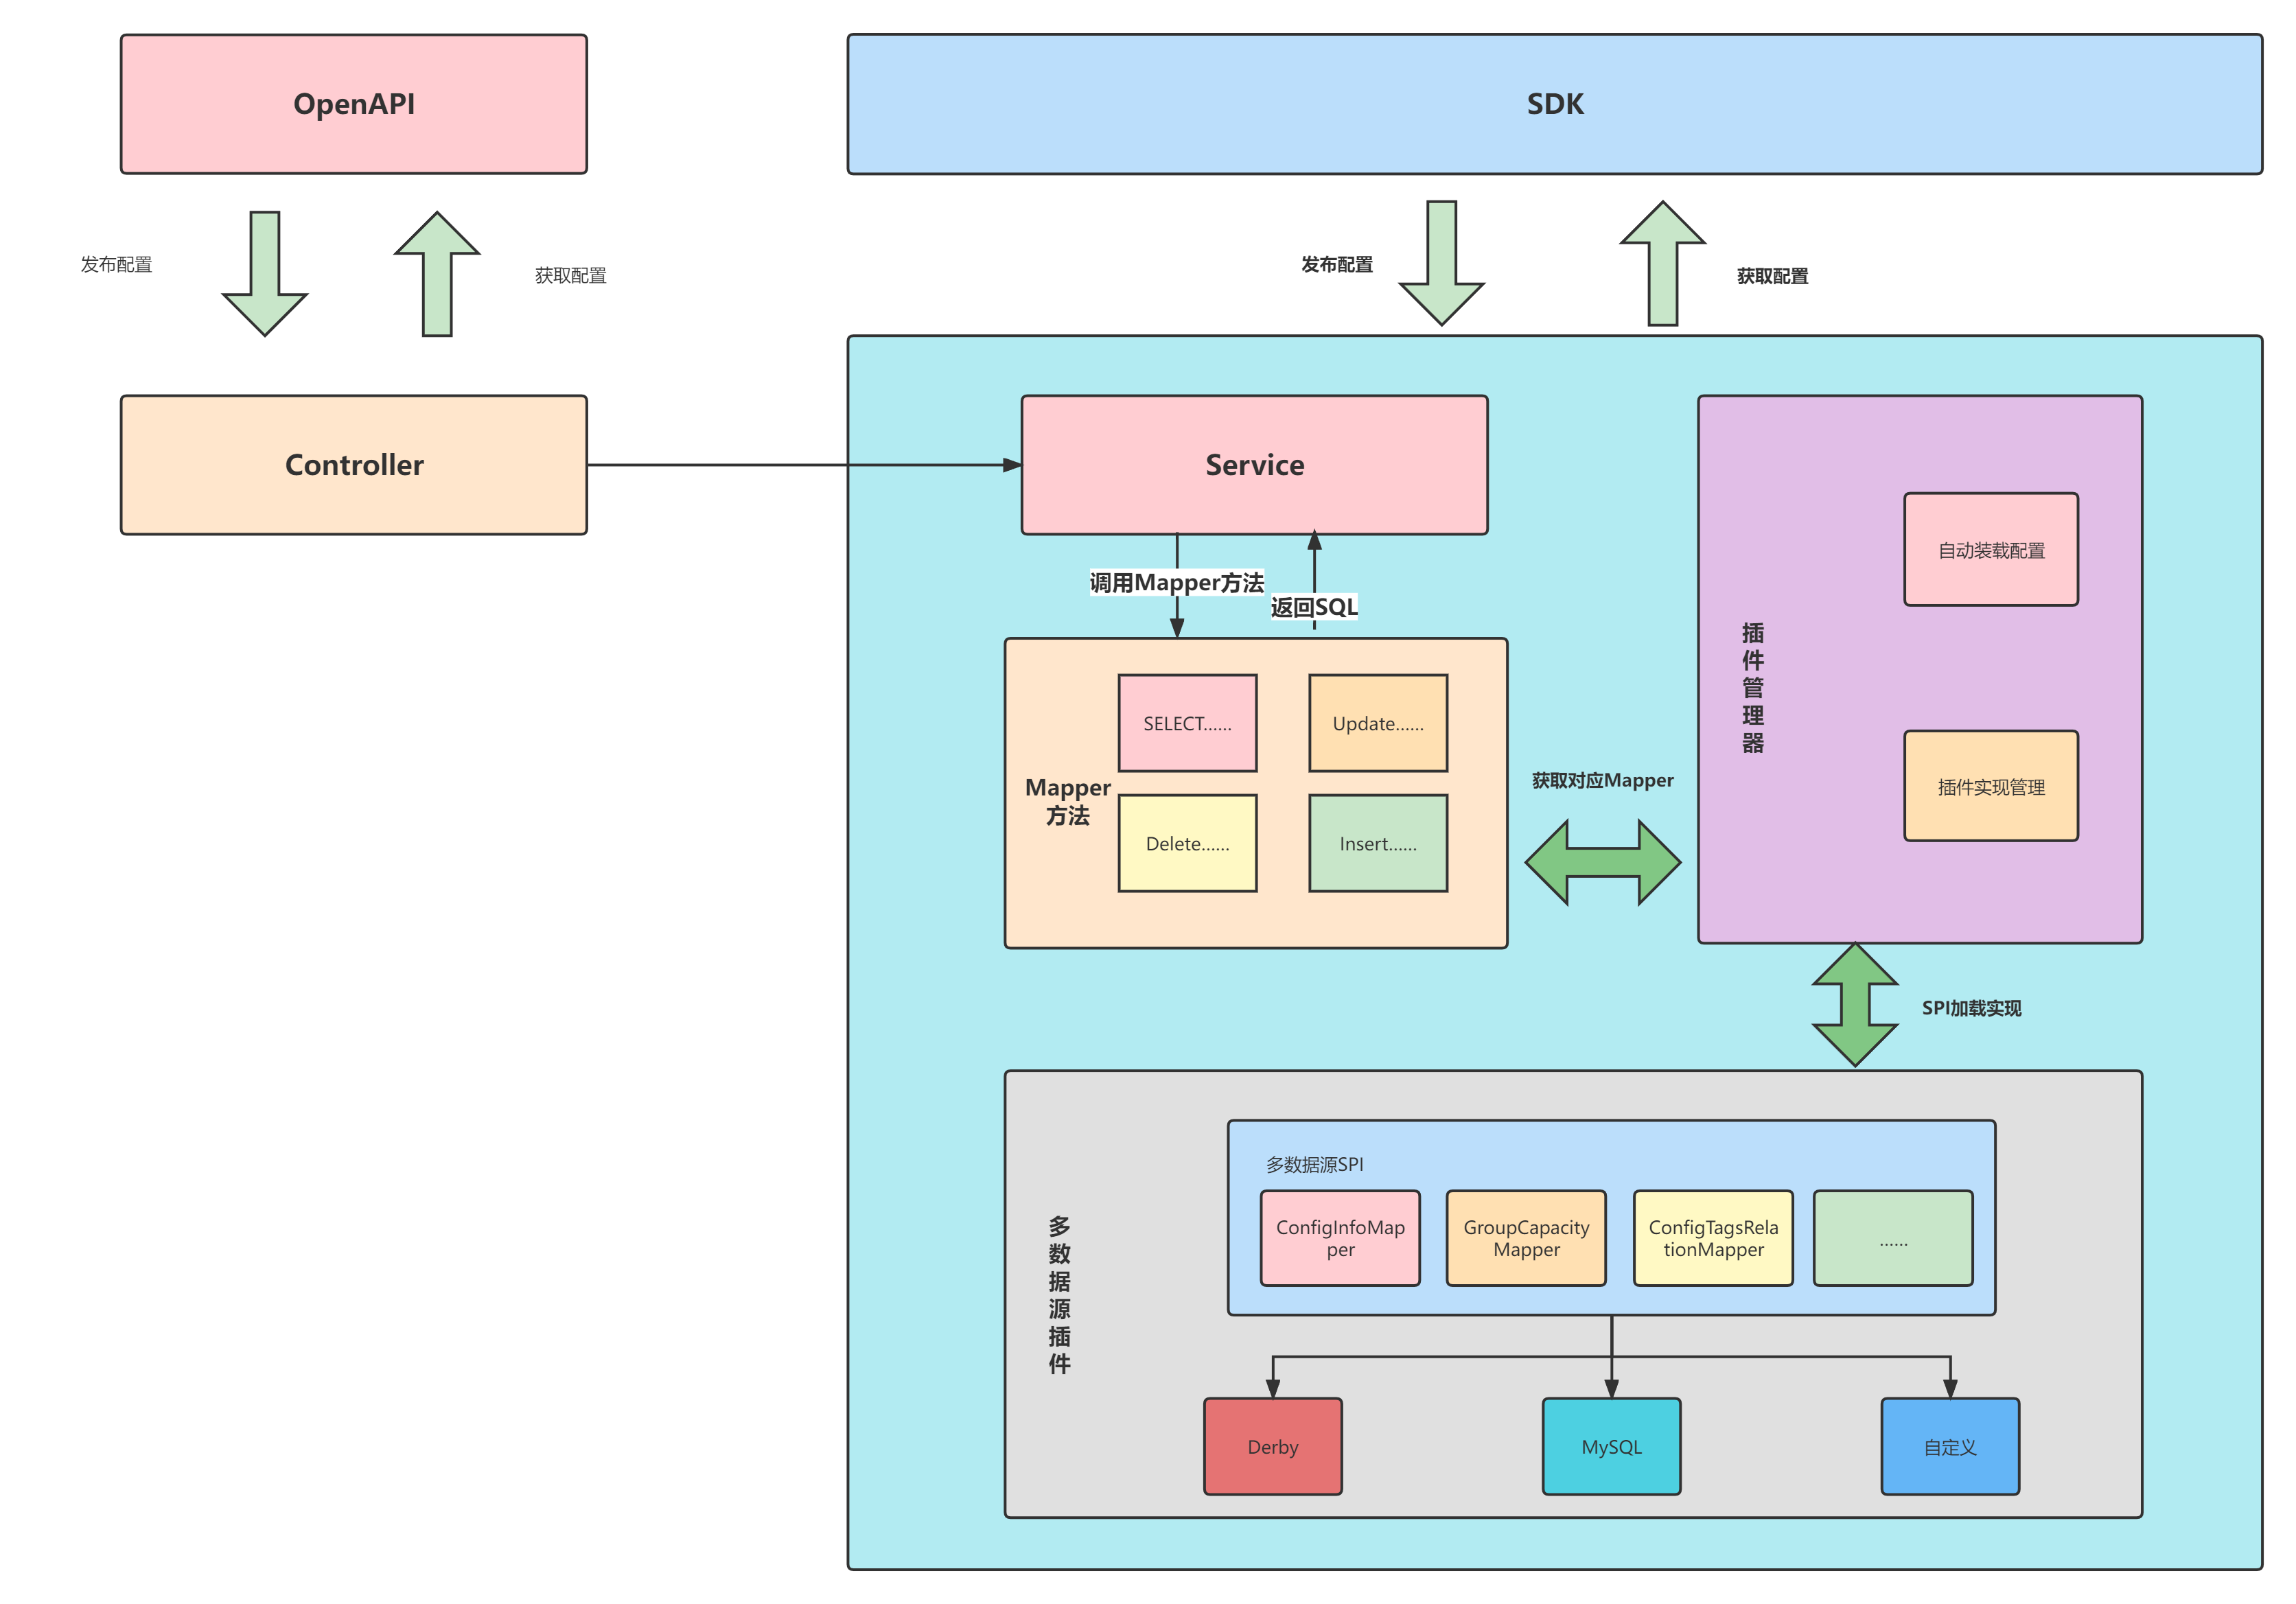 OpenAPI
SDK
发布配置
获取配置
发布配置
获取配置
Controller
Service
调用Mapper方法
返回SQL
Mapper
方法
SELECT......
Update......
Delete......
Insert......
获取对应Mapper
插
件
管
理
器
自动装载配置
插件实现管理
SPI加载实现
多
数
据
源
插
件
多数据源SPI
ConfigInfoMap
per
GroupCapacity
Mapper
ConfigTagsRela
tionMapper
......
Derby
MySQL
自定义